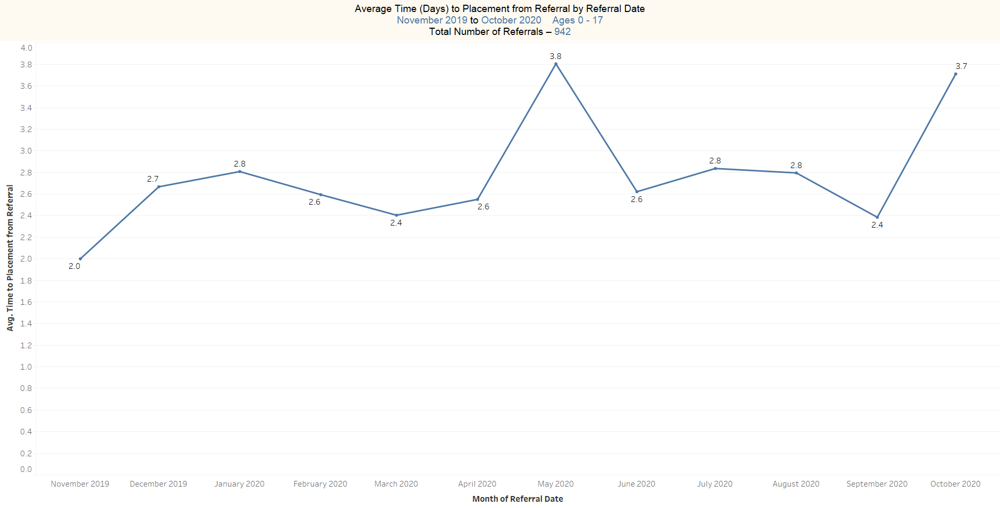 Average Time (Days) to Placement from Referral by Referral Date
November 2019 to October 2020 Ages 0 - 17
Total Number of Referrals – 942
4.0
3.8
3.6
3.4
3.2
3.0
2.8
2.6
2.4
2.2
2.0
1.8
1.6
1.4
1.2
1.0
0.8
0.6
0.4
0.2
0.0
Avg. Time to Placement from Referral
2.0
2.7
2.8
2.6
2.4
2.6
3.8
2.6
2.8
2.8
2.4
3.7
November 2019
December 2019
January 2020
February 2020
March 2020
April 2020
May 2020
June 2020
July 2020
August 2020
September 2020
October 2020
Month of Referral Date